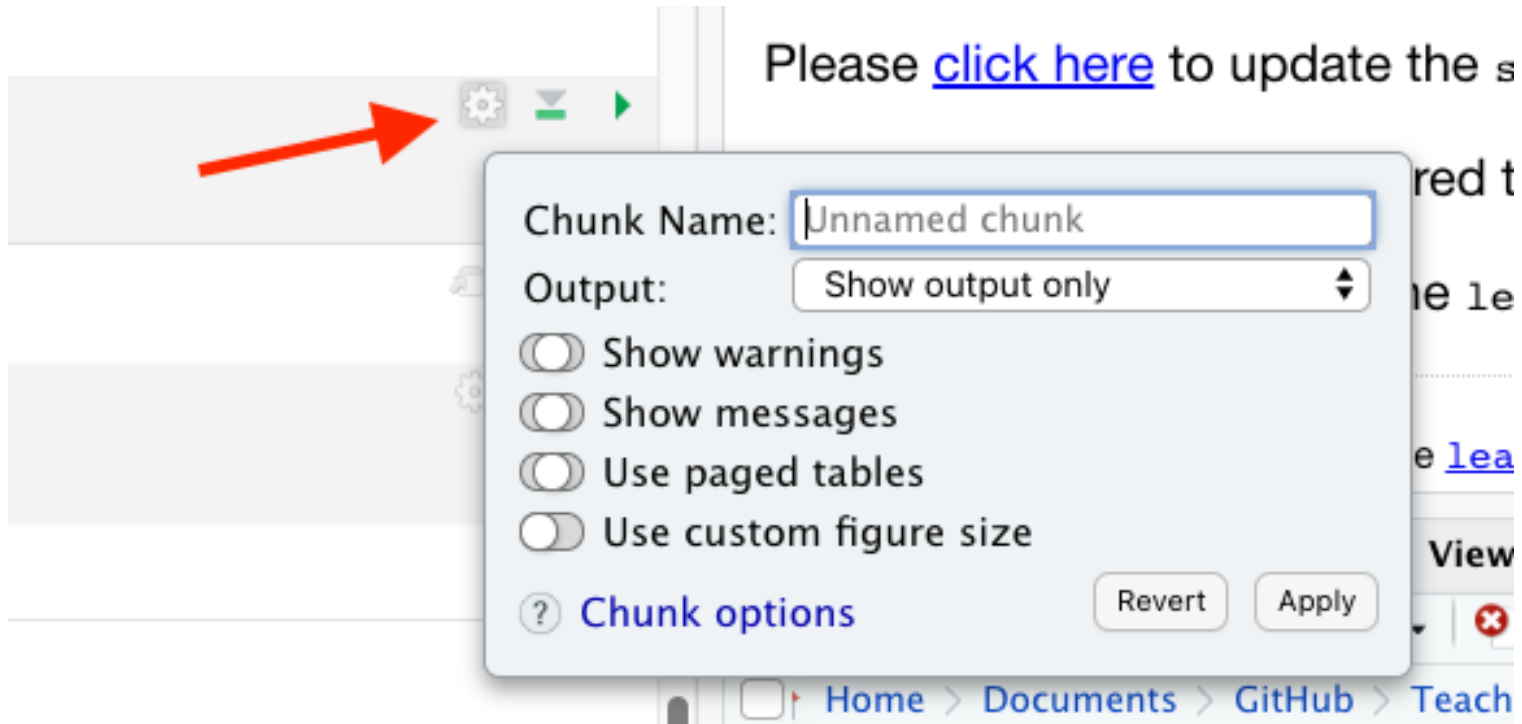 Please click here to update the s
red t
Chunk Name: Unnamed chunk
Output: Show output only
ne le
Show warnings
Show messages
Use paged tables
e lea
Use custom figure size
View
? Chunk options Revert Apply
Home > Documents > GitHub > Teach